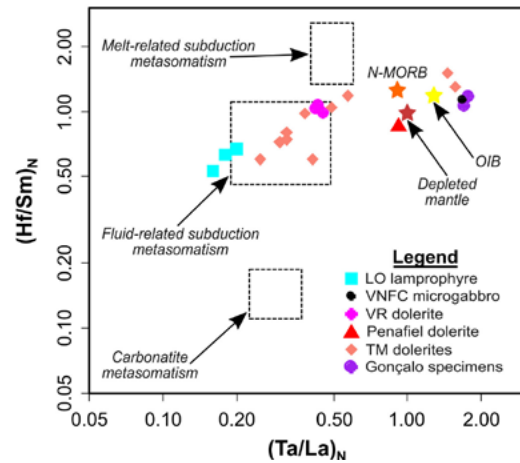 Melt-related subduction
metasomatism
N-MORB
OIB
Depleted
mantle
Fluid-related subduction
metasomatism
Carbonatite
metasomatism
Legend
LO lamprophyre
VNFC microgabbro
VR dolerite
Penafiel dolerite
TM dolerites
Gonçalo specimens
(Hf/Sm)N
2.00
1.00
0.50
0.20
0.10
0.05
0.05 0.10 0.20 0.50 1.00 2.00
(Ta/La)N